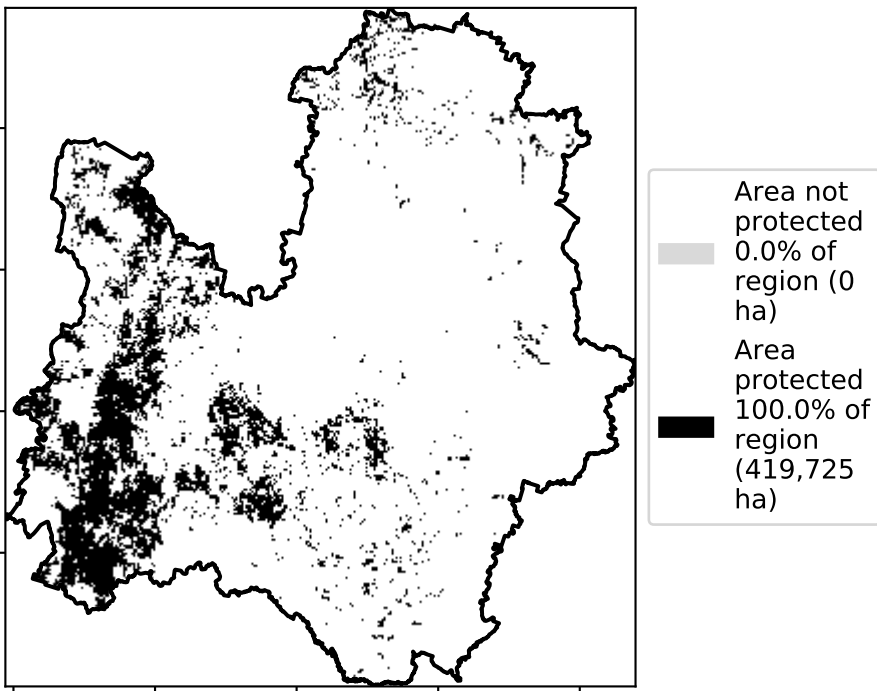 Area not
protected
0.0% of
region (0
ha)
Area
protected
100.0% of
region
(419,725
ha)